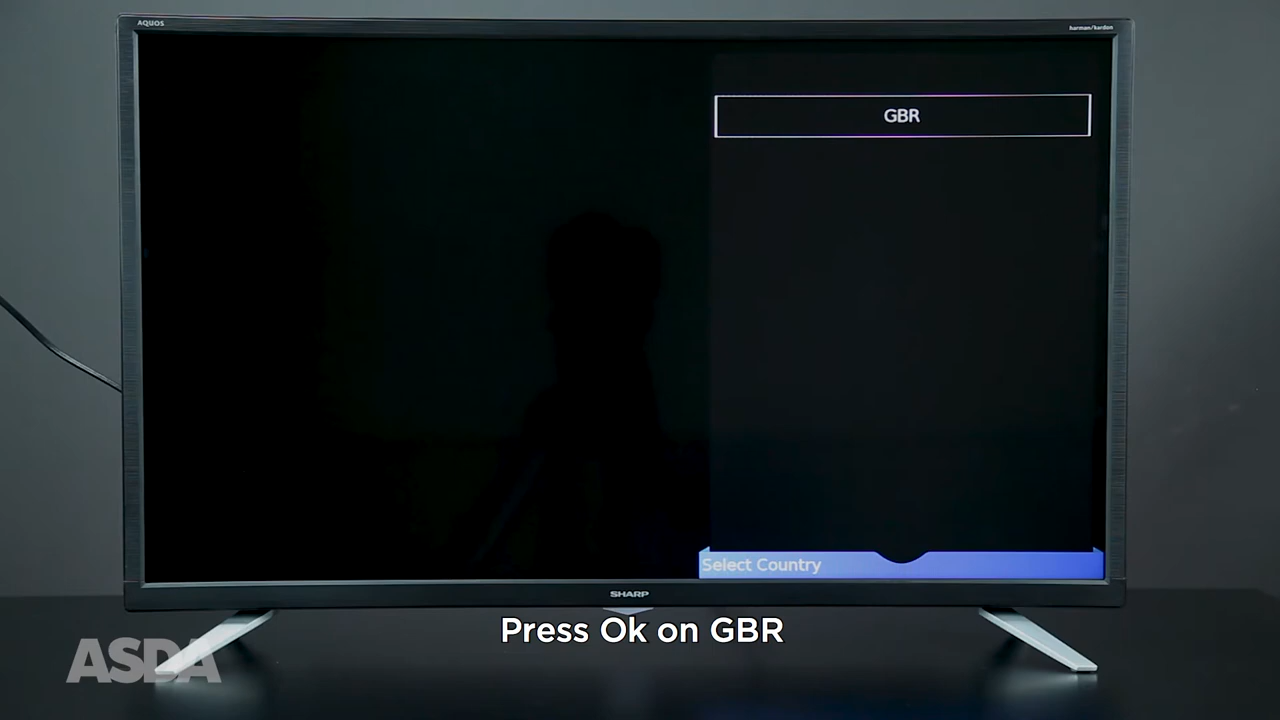 AQUOS
harman/kardon
GBR
Select Country
SHARP
Press Ok on GBR
ASDA